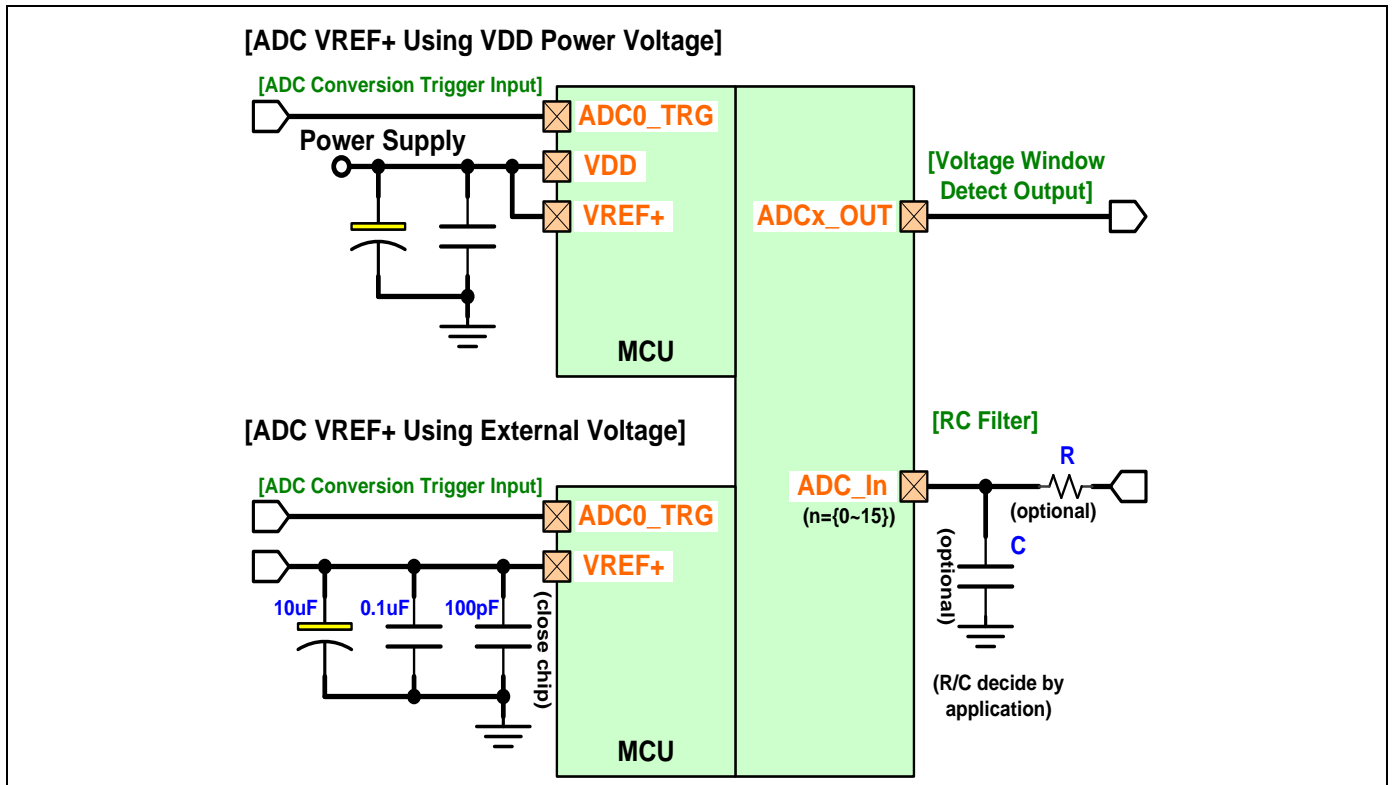 [ADC VREF+ Using VDD Power Voltage]
[ADC Conversion Trigger Input]
ADC0_TRG
Power Supply
VDD
VREF+
MCU
[Voltage Window
Detect Output]
ADCx_OUT
[ADC VREF+ Using External Voltage]
[ADC Conversion Trigger Input]
ADC0_TRG
VREF+
10uF
0.1uF
100pF
(close chip)
MCU
[RC Filter]
R
ADC_In
(n={0~15})
(optional)
C
(optional)
(R/C decide by
application)